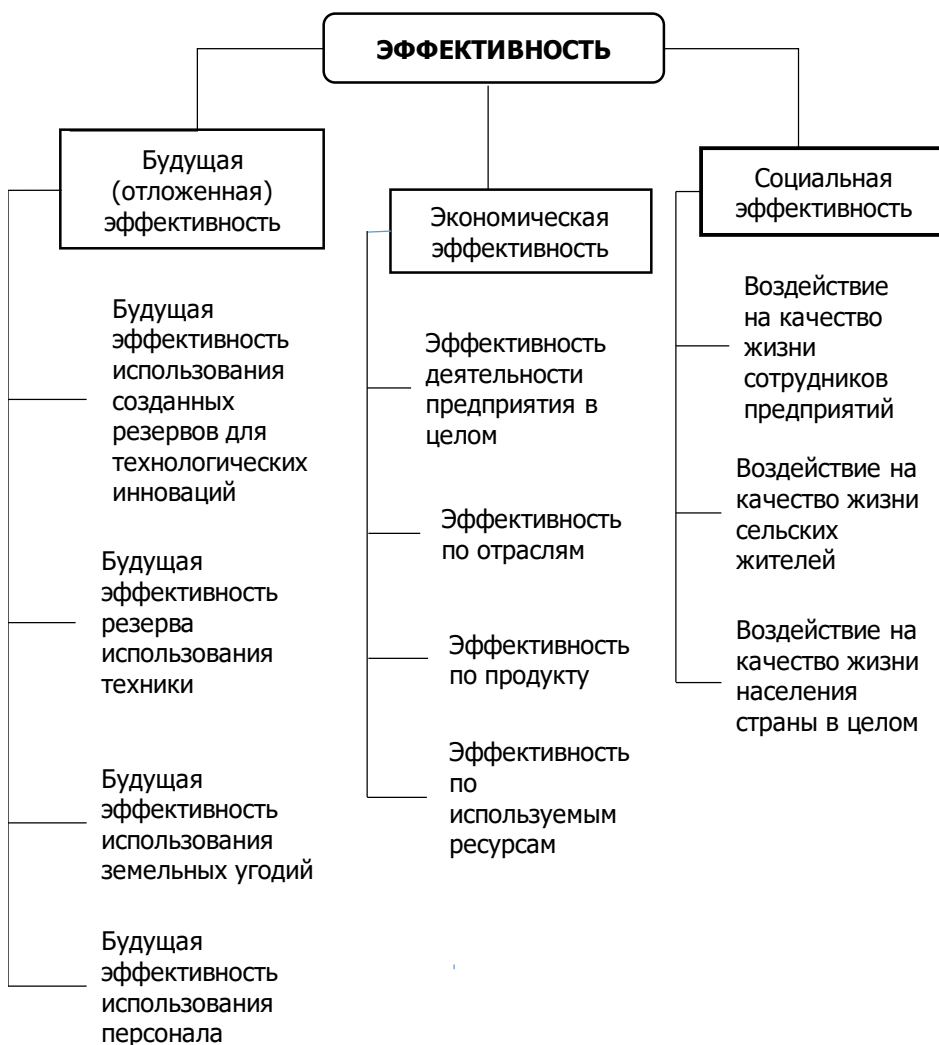 ЭФФЕКТИВНОСТЬ
Будущая
(отложенная)
эффективность
Будущая
эффективность
использования
созданных
резервов для
технологических
инноваций
Будущая
эффективность
резерва
использования
техники
Будущая
эффективность
использования
земельных угодий
Будущая
эффективность
использования
персонала
Экономическая
эффективность
Эффективность
деятельности
предприятия в
целом
Эффективность
по отраслям
Эффективность
по продукту
Эффективность
по
используемым
ресурсам
Социальная
эффективность
Воздействие
на качество
жизни
сотрудников
предприятий
Воздействие на
качество жизни
сельских
жителей
Воздействие на
качество жизни
населения
страны в целом